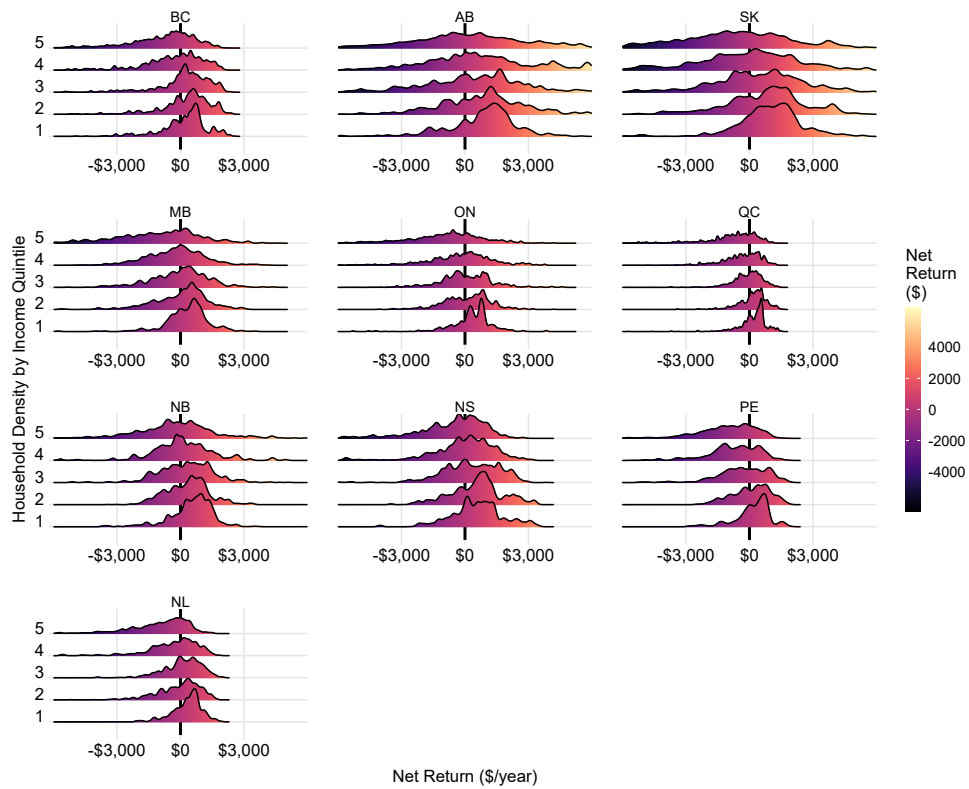 BC AB SK
5
4
3
2
1
-$3,000 $0 $3,000 -$3,000 $0 $3,000 -$3,000 $0 $3,000
MB ON QC
5
4
3
2
1
-$3,000 $0 $3,000 -$3,000 $0 $3,000 -$3,000 $0 $3,000
NB NS PE
5
4
3
2
1
-$3,000 $0 $3,000 -$3,000 $0 $3,000 -$3,000 $0 $3,000
NL
5
4
3
2
1
-$3,000 $0 $3,000
Net Return ($/year)
Household Density by Income Quintile
Net
Return
($)
4000
2000
0
-2000
-4000